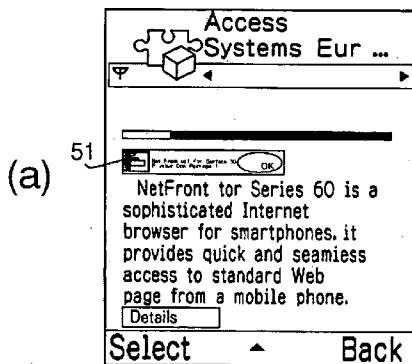 Access
Systems Eur ...
51
OK
(a)
NetFront tor Series 60 is a
sophisticated Internet
browser for smartphones. it
provides quick and seamiess
access to standard Web
page from a mobile phone.
Details
Select
Back